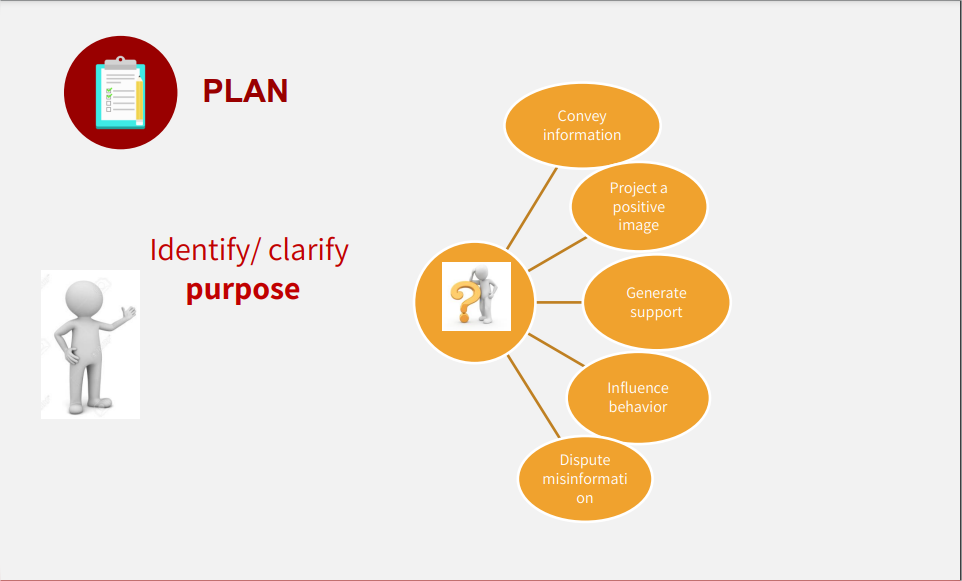 PLAN
Identify/ clarify
purpose
Convey
information
Project a
positive
image
Generate
support
Influence
behavior
Dispute
misinformati
on